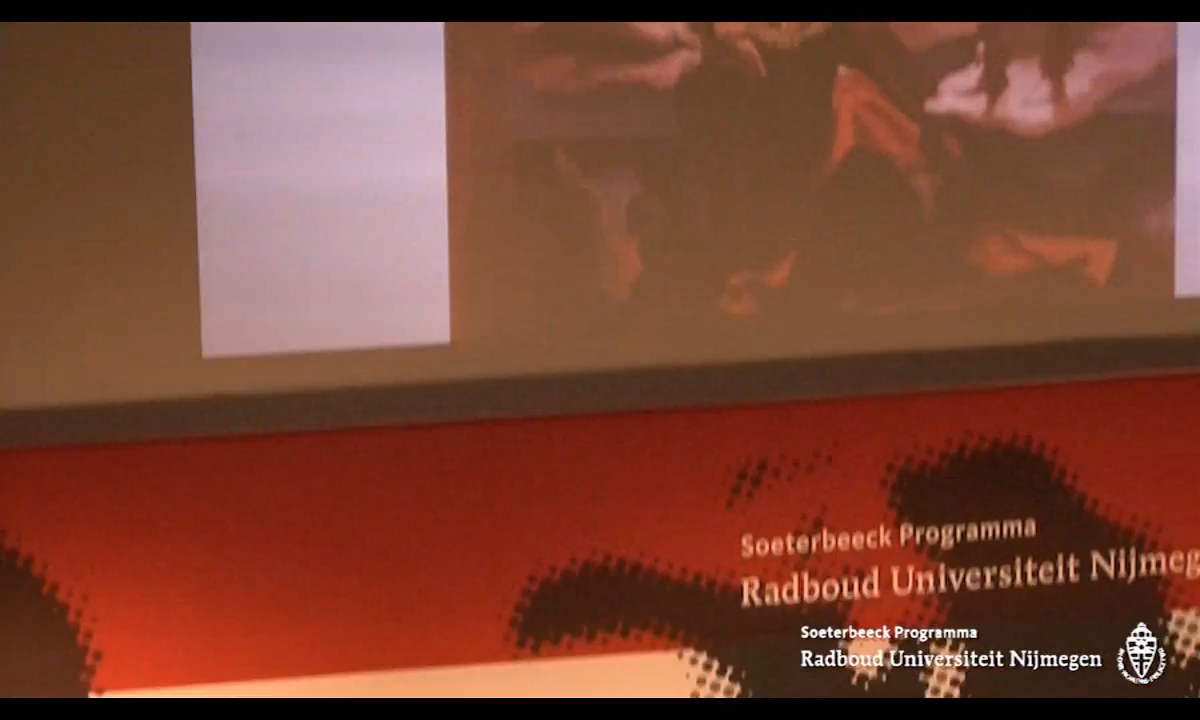 Soeterbeeck Programma
Radboud Universiteit Nijmeg
Soeterbeeck Programma
Radboud Universiteit Nijmegen